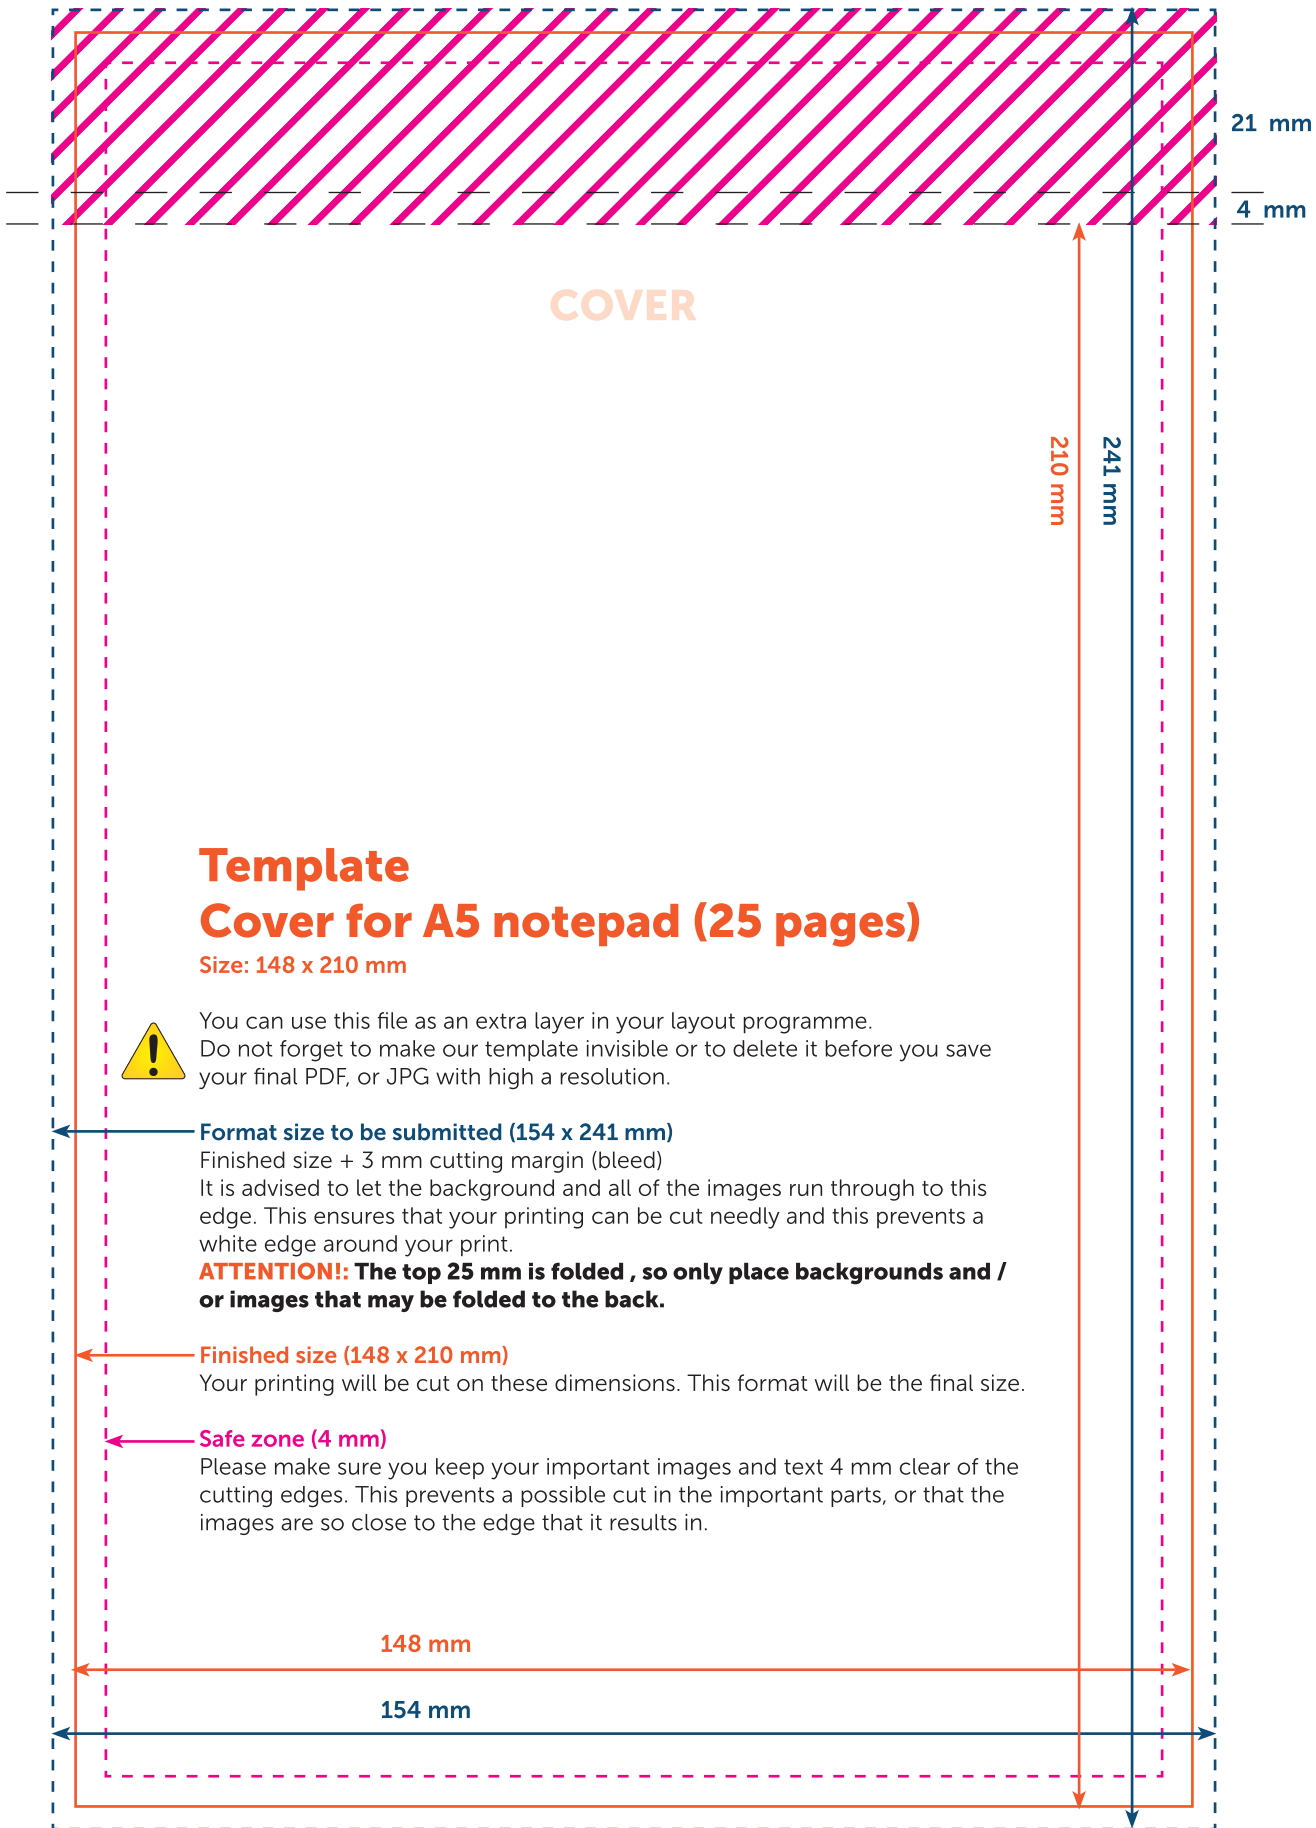 21 mm
4 mm
COVER
210 mm
241 mm
Template
Cover for A5 notepad (25 pages)
Size: 148 x 210 mm
You can use this file as an extra layer in your layout programme.
Do not forget to make our template invisible or to delete it before you save
your final PDF, or JPG with high a resolution.
Format size to be submitted (154 x 241 mm)
Finished size + 3 mm cutting margin (bleed)
It is advised to let the background and all of the images run through to this
edge. This ensures that your printing can be cut needly and this prevents a
white edge around your print.
ATTENTION!: The top 25 mm is folded , so only place backgrounds and /
or images that may be folded to the back.
Finished size (148 x 210 mm)
Your printing will be cut on these dimensions. This format will be the final size.
Safe zone (4 mm)
Please make sure you keep your important images and text 4 mm clear of the
cutting edges. This prevents a possible cut in the important parts, or that the
images are so close to the edge that it results in.
148 mm
154 mm